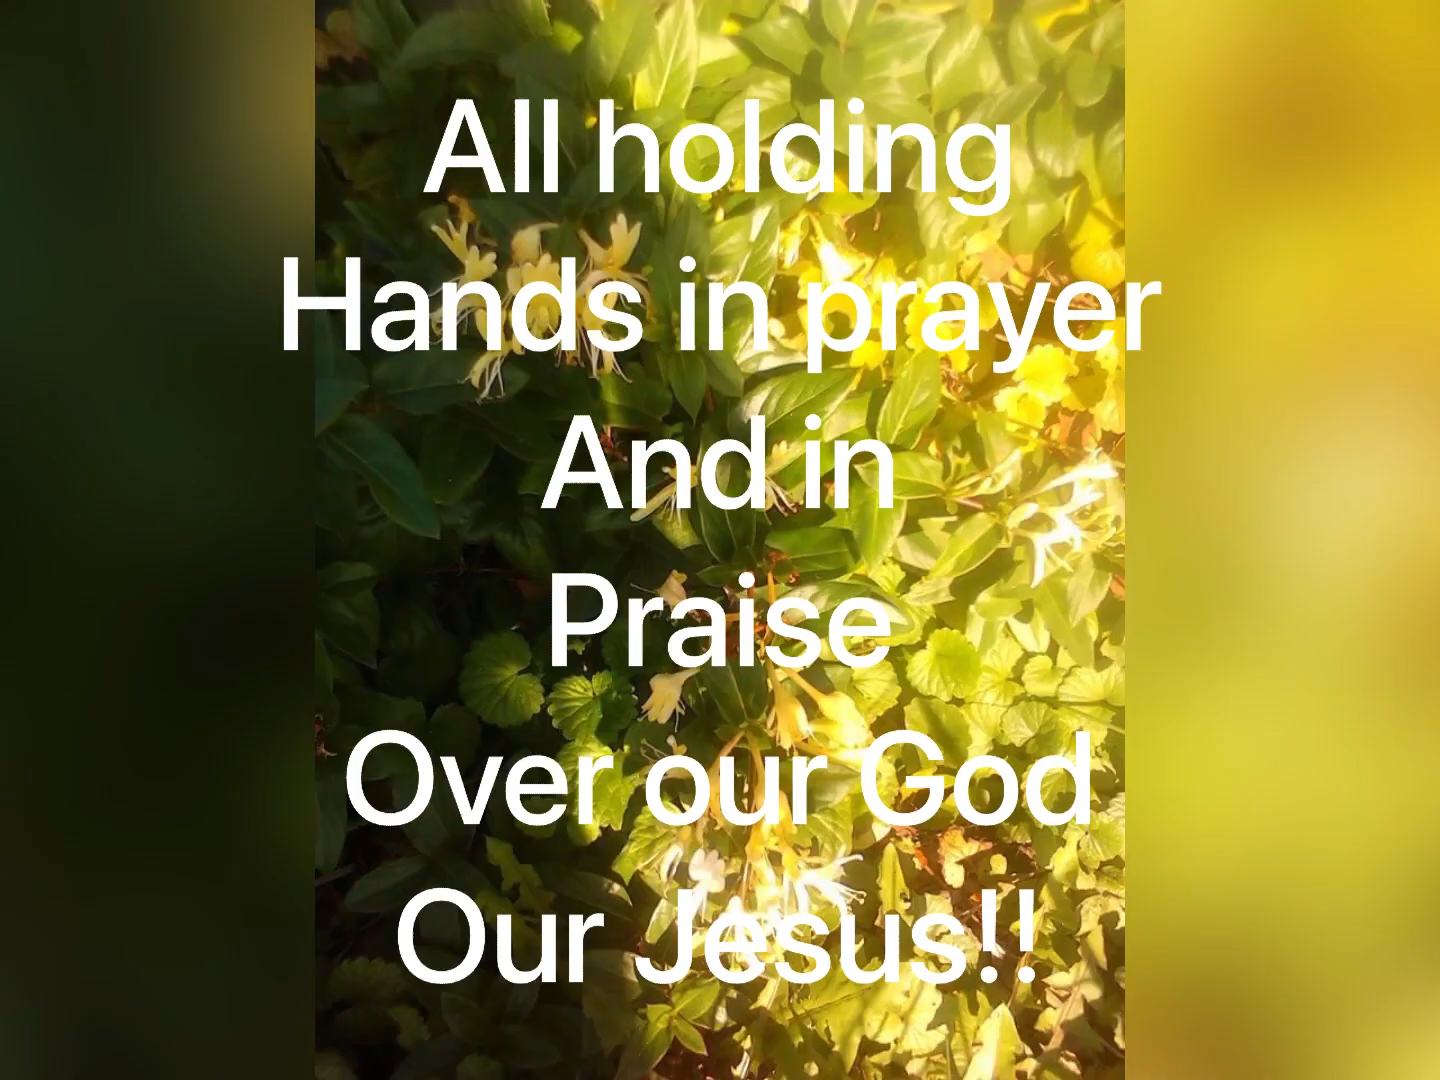 All holding
Hands in prayer
And in
Praise
Over our God
Our Jesus!!